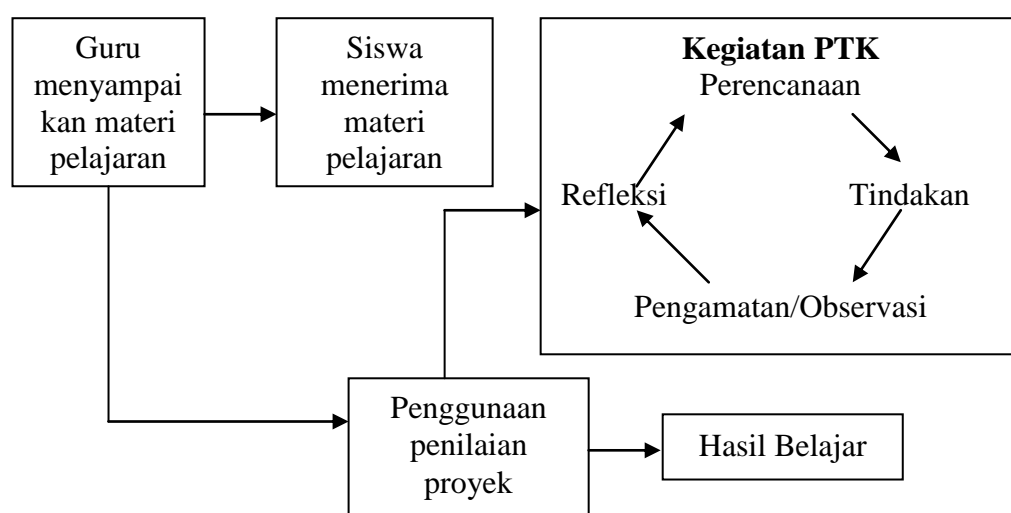 Guru
menyampai
kan materi
pelajaran
Siswa
menerima
materi
pelajaran
Kegiatan PTK
Perencanaan
Refleksi
Tindakan
Pengamatan/Observasi
Penggunaan
penilaian
proyek
Hasil Belajar